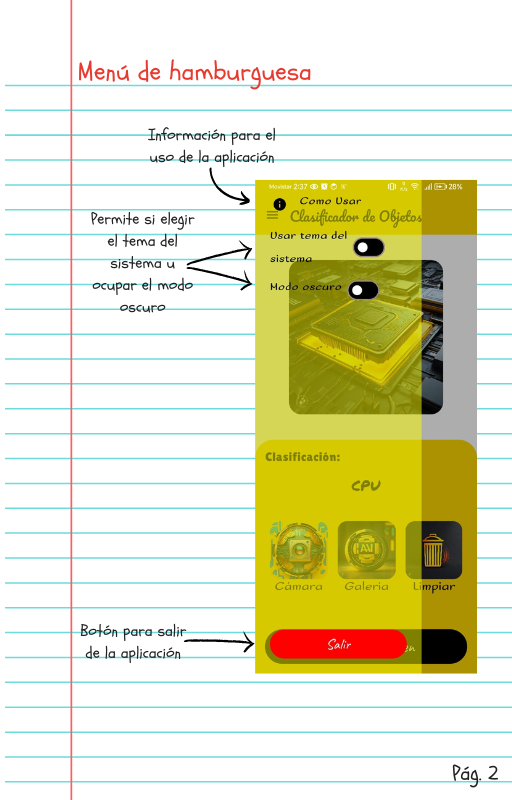 Menú de hamburguesa
Información para el
uso de la aplicación
Movistar 2:37
28%
Como Usar
Clasificador de Objetos
Permite si elegir
el tema del
sistema u
ocupar el modo
oscuro
Usar tema del
sistema
Modo oscuro
Clasificación:
CPU
Cámara
Galería
Limpiar
Botón para salir
de la aplicación
Salir
Pág. 2